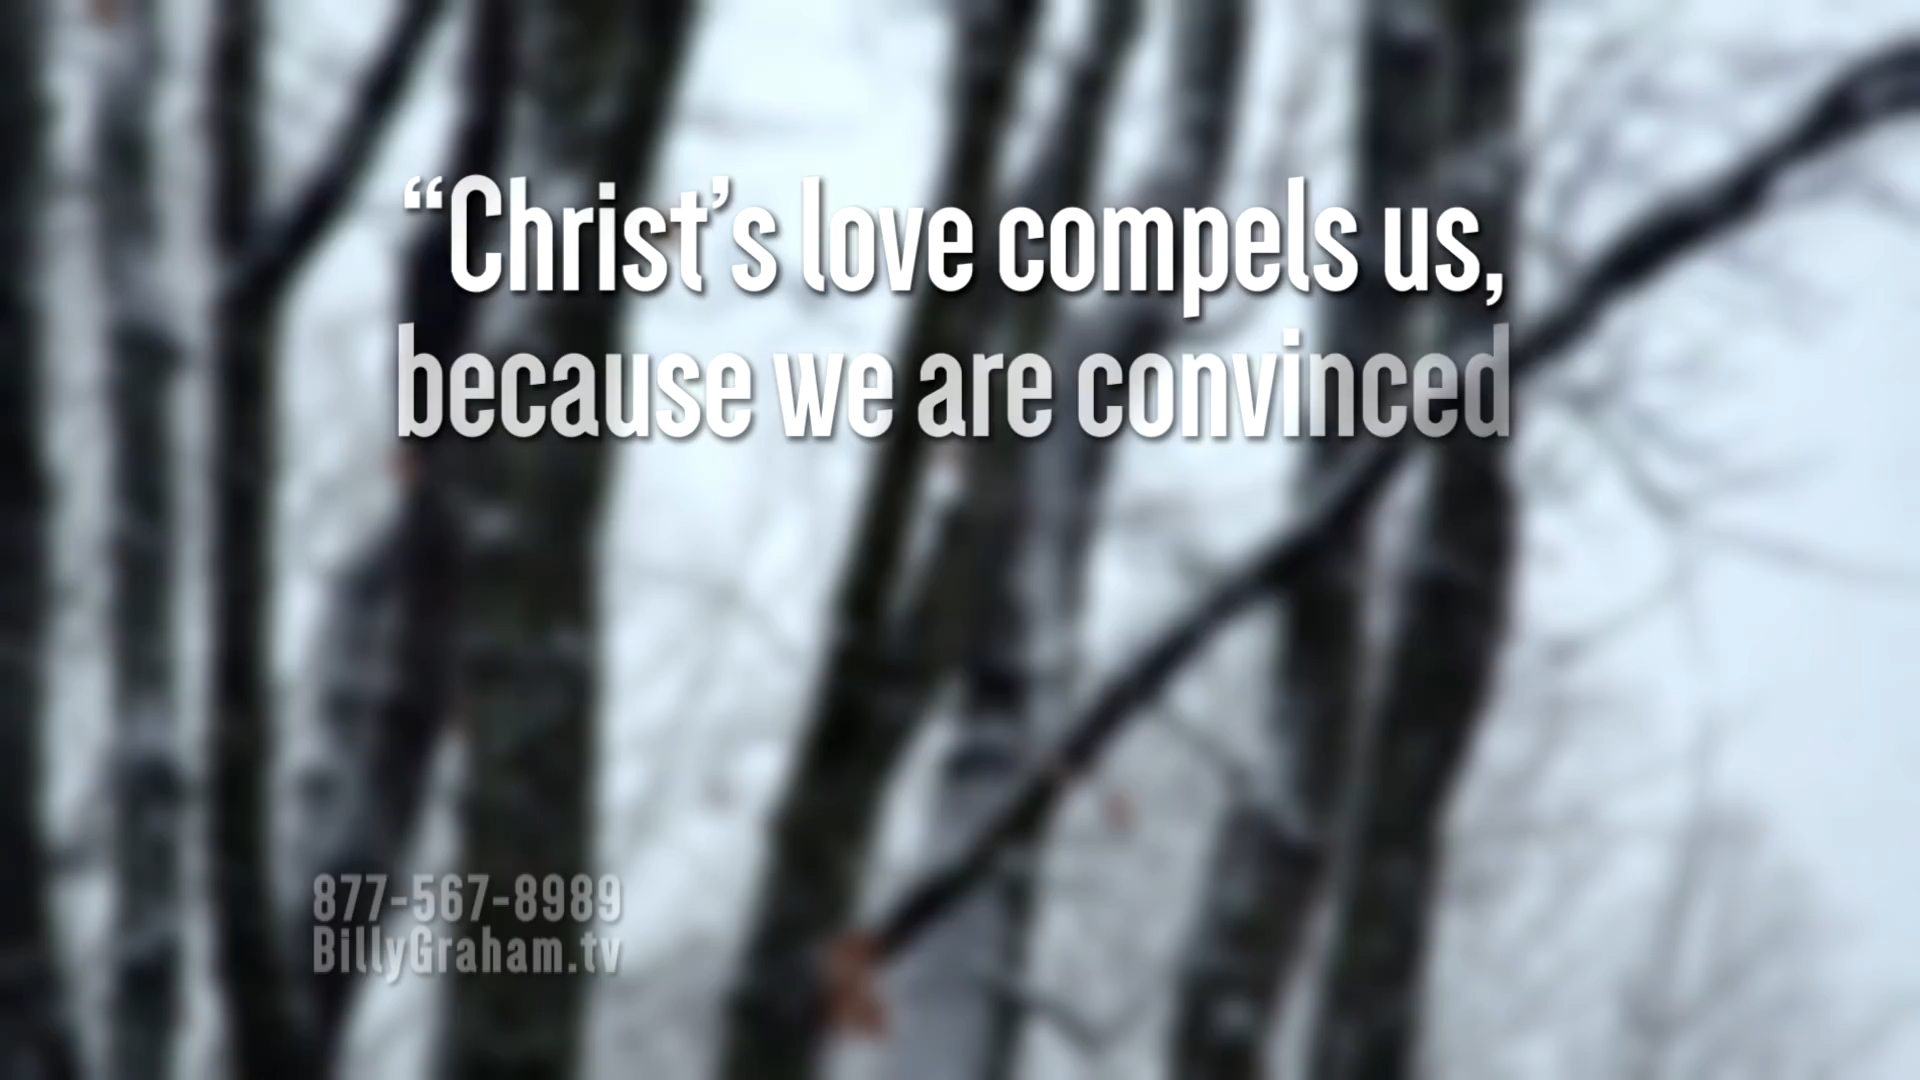 “Christ’s love compels us,
because we are convinced
877-567-8989
BillyGraham.tv